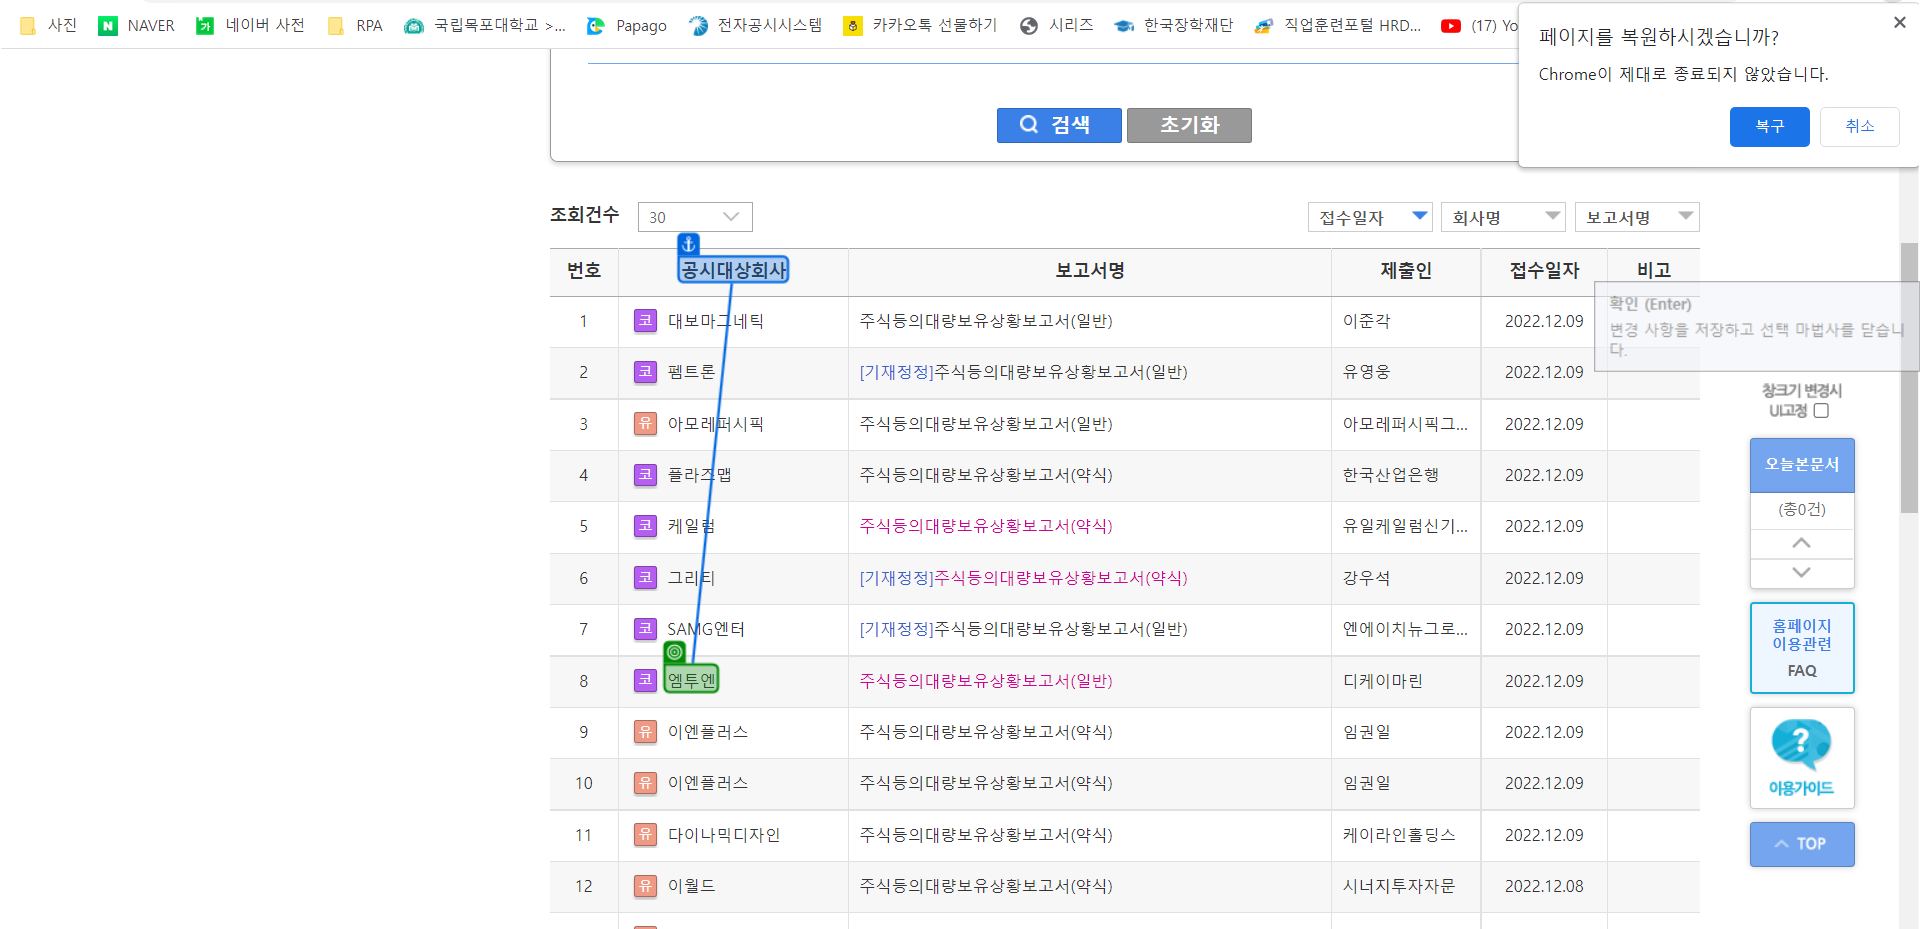 사진 NAVER 네이버 사전 RPA 국립목포대학교 >... Papago 전자공시시스템 카카오톡 선물하기 시리즈 한국장학재단 직업훈련포털 HRD... (17) Yo
페이지를 복원하시겠습니까?
Chrome이 제대로 종료되지 않았습니다.
복구 취소
검색 초기화
조회건수 30 접수일자 회사명 보고서명
번호 공시대상회사 보고서명 제출인 접수일자 비고
1 코 대보마그네틱 주식등의대량보유상황보고서(일반) 이준각 2022.12.09
2 코 펨트론 [기재정정]주식등의대량보유상황보고서(일반) 유영웅 2022.12.09
3 유 아모레퍼시픽 주식등의대량보유상황보고서(일반) 아모레퍼시픽그... 2022.12.09
4 코 플라즈맵 주식등의대량보유상황보고서(약식) 한국산업은행 2022.12.09
5 코 케일럼 주식등의대량보유상황보고서(약식) 유일케일럼신기... 2022.12.09
6 코 그리티 [기재정정]주식등의대량보유상황보고서(약식) 강우석 2022.12.09
7 코 SAMG엔터 [기재정정]주식등의대량보유상황보고서(일반) 엔에이치뉴그로... 2022.12.09
8 코 엠투엔 주식등의대량보유상황보고서(일반) 디케이마린 2022.12.09
9 유 이엔플러스 주식등의대량보유상황보고서(약식) 임권일 2022.12.09
10 유 이엔플러스 주식등의대량보유상황보고서(약식) 임권일 2022.12.09
11 유 다이나믹디자인 주식등의대량보유상황보고서(약식) 케이라인홀딩스 2022.12.09
12 유 이월드 주식등의대량보유상황보고서(약식) 시너지투자자문 2022.12.08
확인 (Enter)
변경 사항을 저장하고 선택 마법사를 닫습니
다.
창크기 변경시
UI고정
오늘본문서
(총0건)
홈페이지
이용관련
FAQ
?
이용가이드
TOP